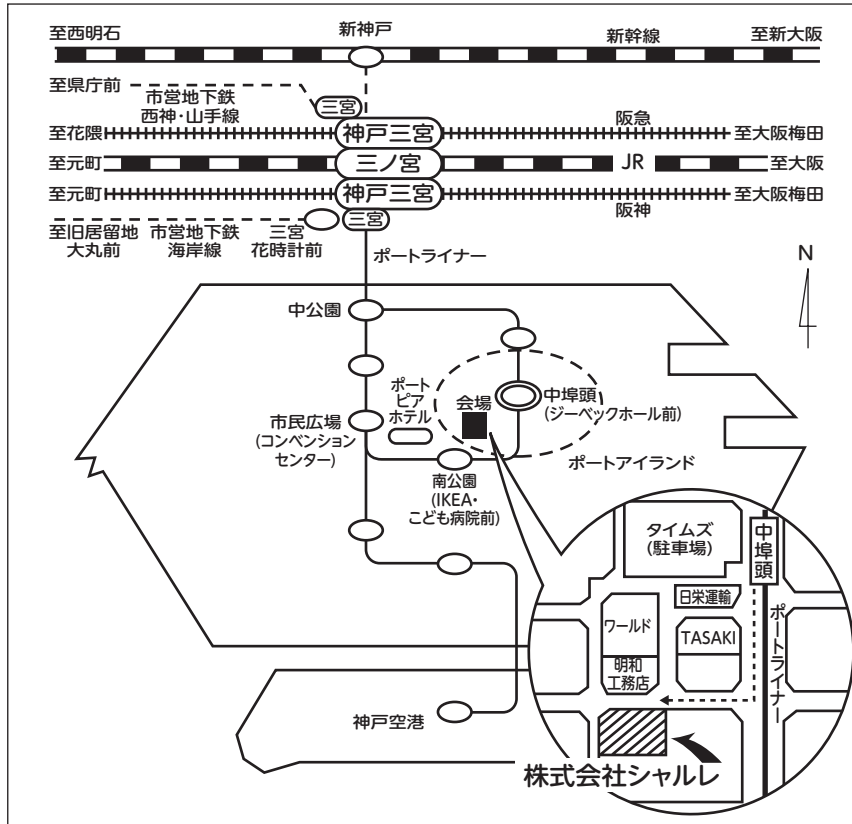 至西明石
新神戸
新幹線
至新大阪
至県庁前
市営地下鉄
西神・山手線
三宮
至花隈
神戸三宮
阪急
至大阪梅田
至元町
三ノ宮
JR
至大阪
至元町
神戸三宮
阪神
至大阪梅田
至旧居留地
大丸前
市営地下鉄
海岸線
三宮
花時計前
三宮
ポートライナー
N
中公園
ポート
ピア
ホテル
会場
中埠頭
(ジーベックホール前)
市民広場
(コンベンション
センター)
南公園
(IKEA・
こども病院前)
ポートアイランド
神戸空港
タイムズ
(駐車場)
中埠頭
日栄運輸
ワールド
TASAKI
明和
工務店
ポートライナー
株式会社シャルレ